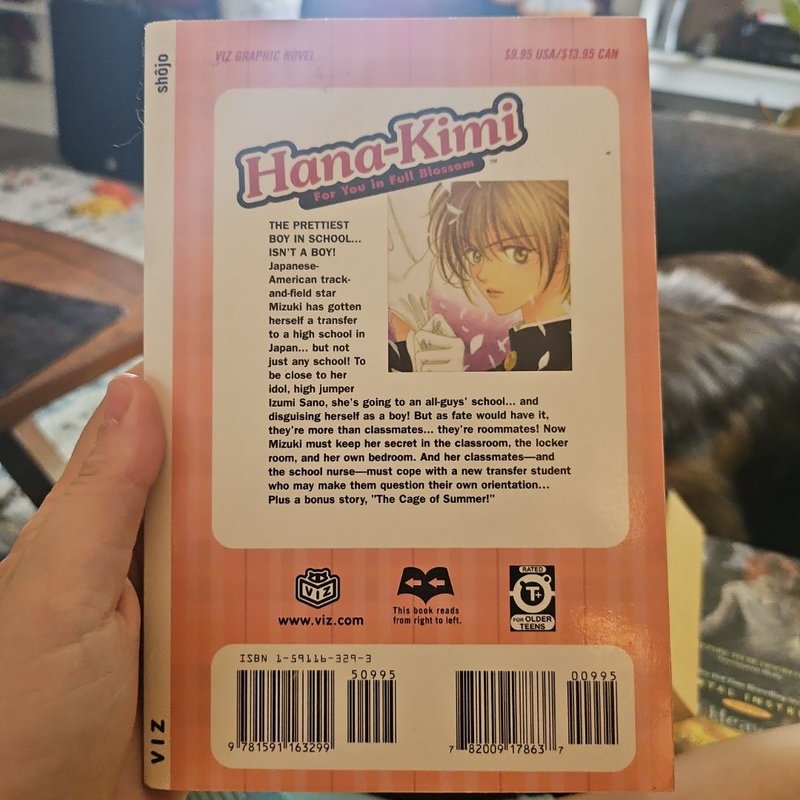 shôjo
VIZ GRAPHIC NOVEL
$9.95 USA/$13.95 CAN
Hana-Kimi
For You in Full Blossom ™
THE PRETTIEST
BOY IN SCHOOL...
ISN'T A BOY!
Japanese-
American track-
and-field star
Mizuki has gotten
herself a transfer
to a high school in
Japan... but not
just any school! To
be close to her
idol, high jumper
Izumi Sano, she's going to an all-guys' school... and
disguising herself as a boy! But as fate would have it,
they're more than classmates... they're roommates! Now
Mizuki must keep her secret in the classroom, the locker
room, and her own bedroom. And her classmates—and
the school nurse—must cope with a new transfer student
who may make them question their own orientation...
Plus a bonus story, "The Cage of Summer!"
VIZ
www.viz.com
This book reads
from right to left.
RATED
T+
FOR OLDER
TEENS
ISBN 1-59116-329-3
50995
00995
9 781591 163299
7 82009 17863 7
VIZ